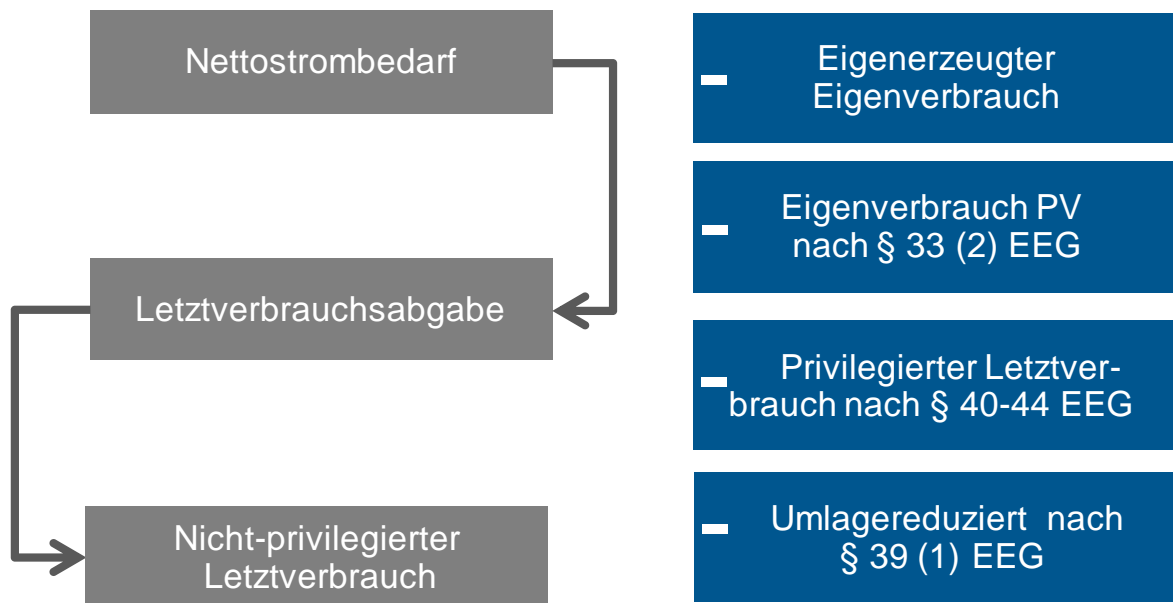 Nettostrombedarf
Eigenerzeugter
Eigenverbrauch
Eigenverbrauch PV
nach § 33 (2) EEG
Letztverbrauchsabgabe
Privilegierter Letztver-
brauch nach § 40-44 EEG
Nicht-privilegierter
Letztverbrauch
Umlagereduziert nach
§ 39 (1) EEG